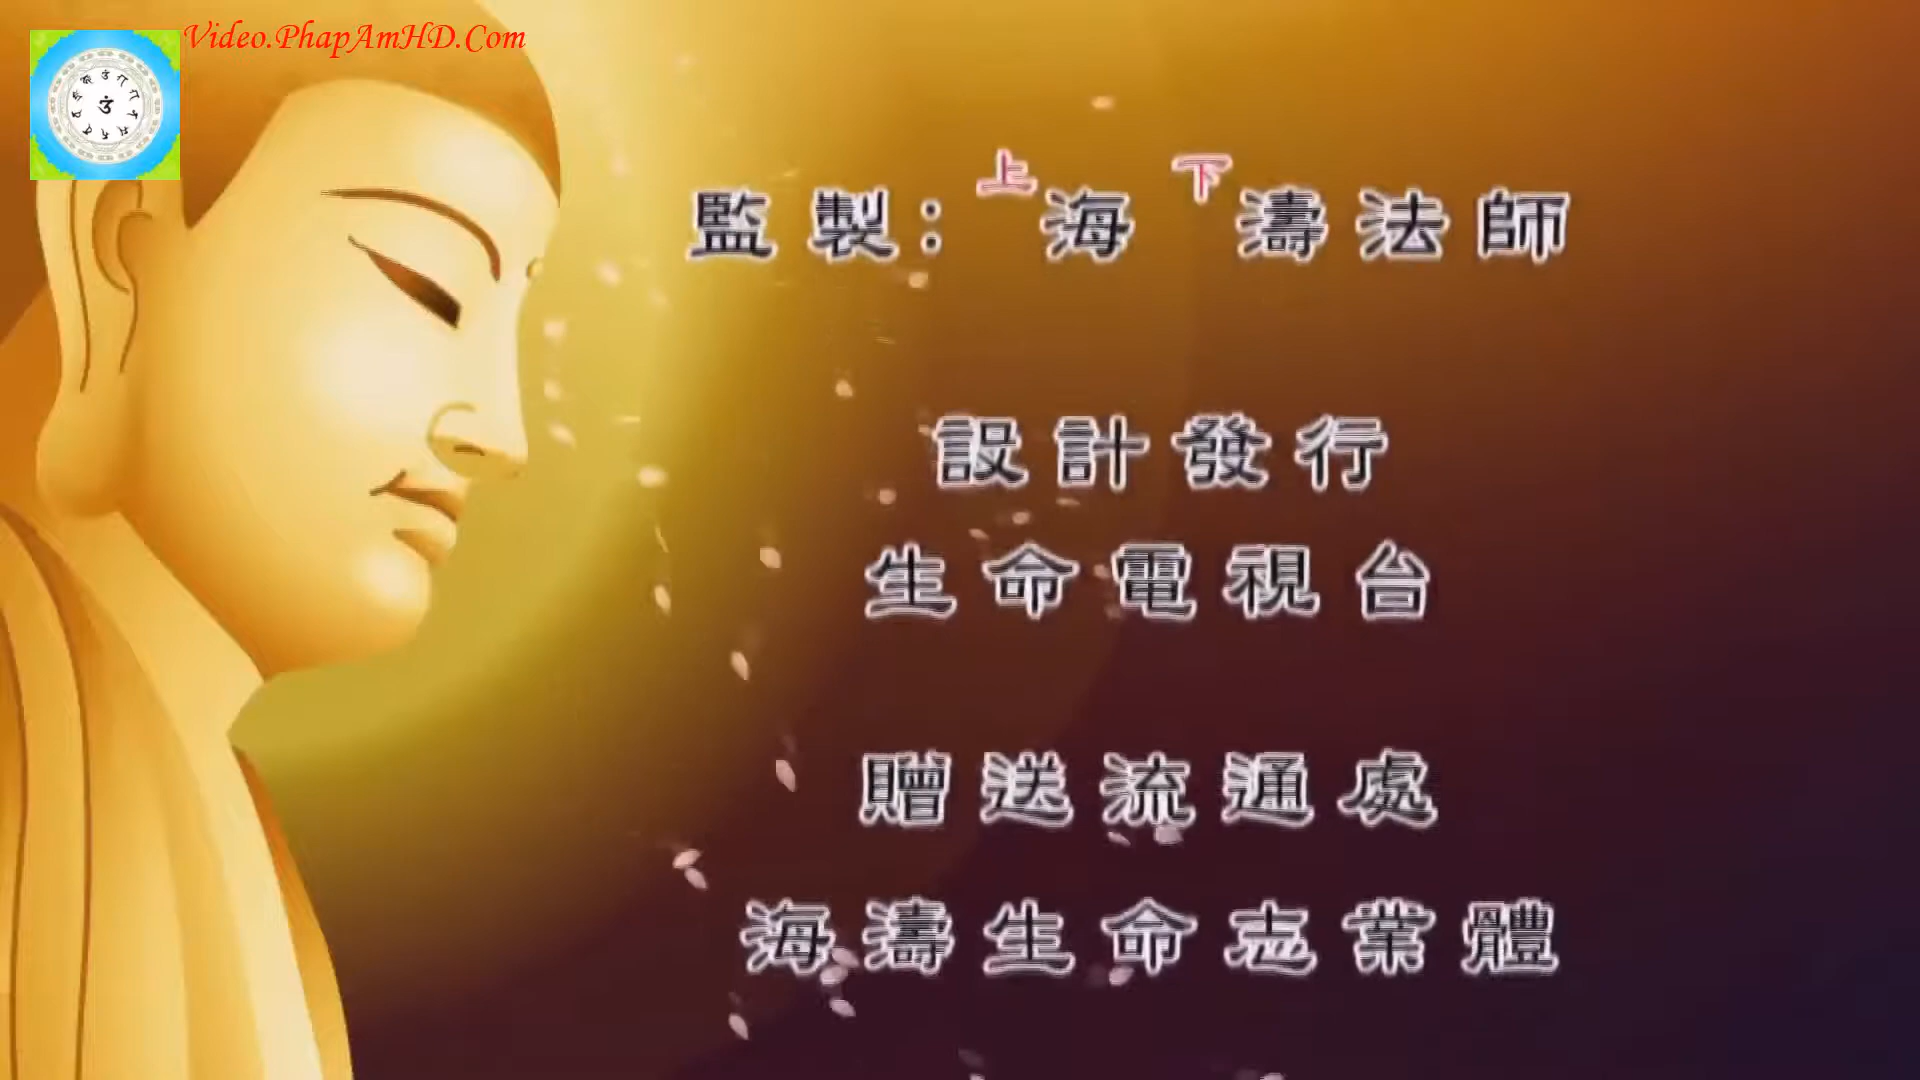 Video.PhapAmHD.Com
監製:上海下濤法師
設計發行
生命電視台
贈送流通處
海濤生命志業體